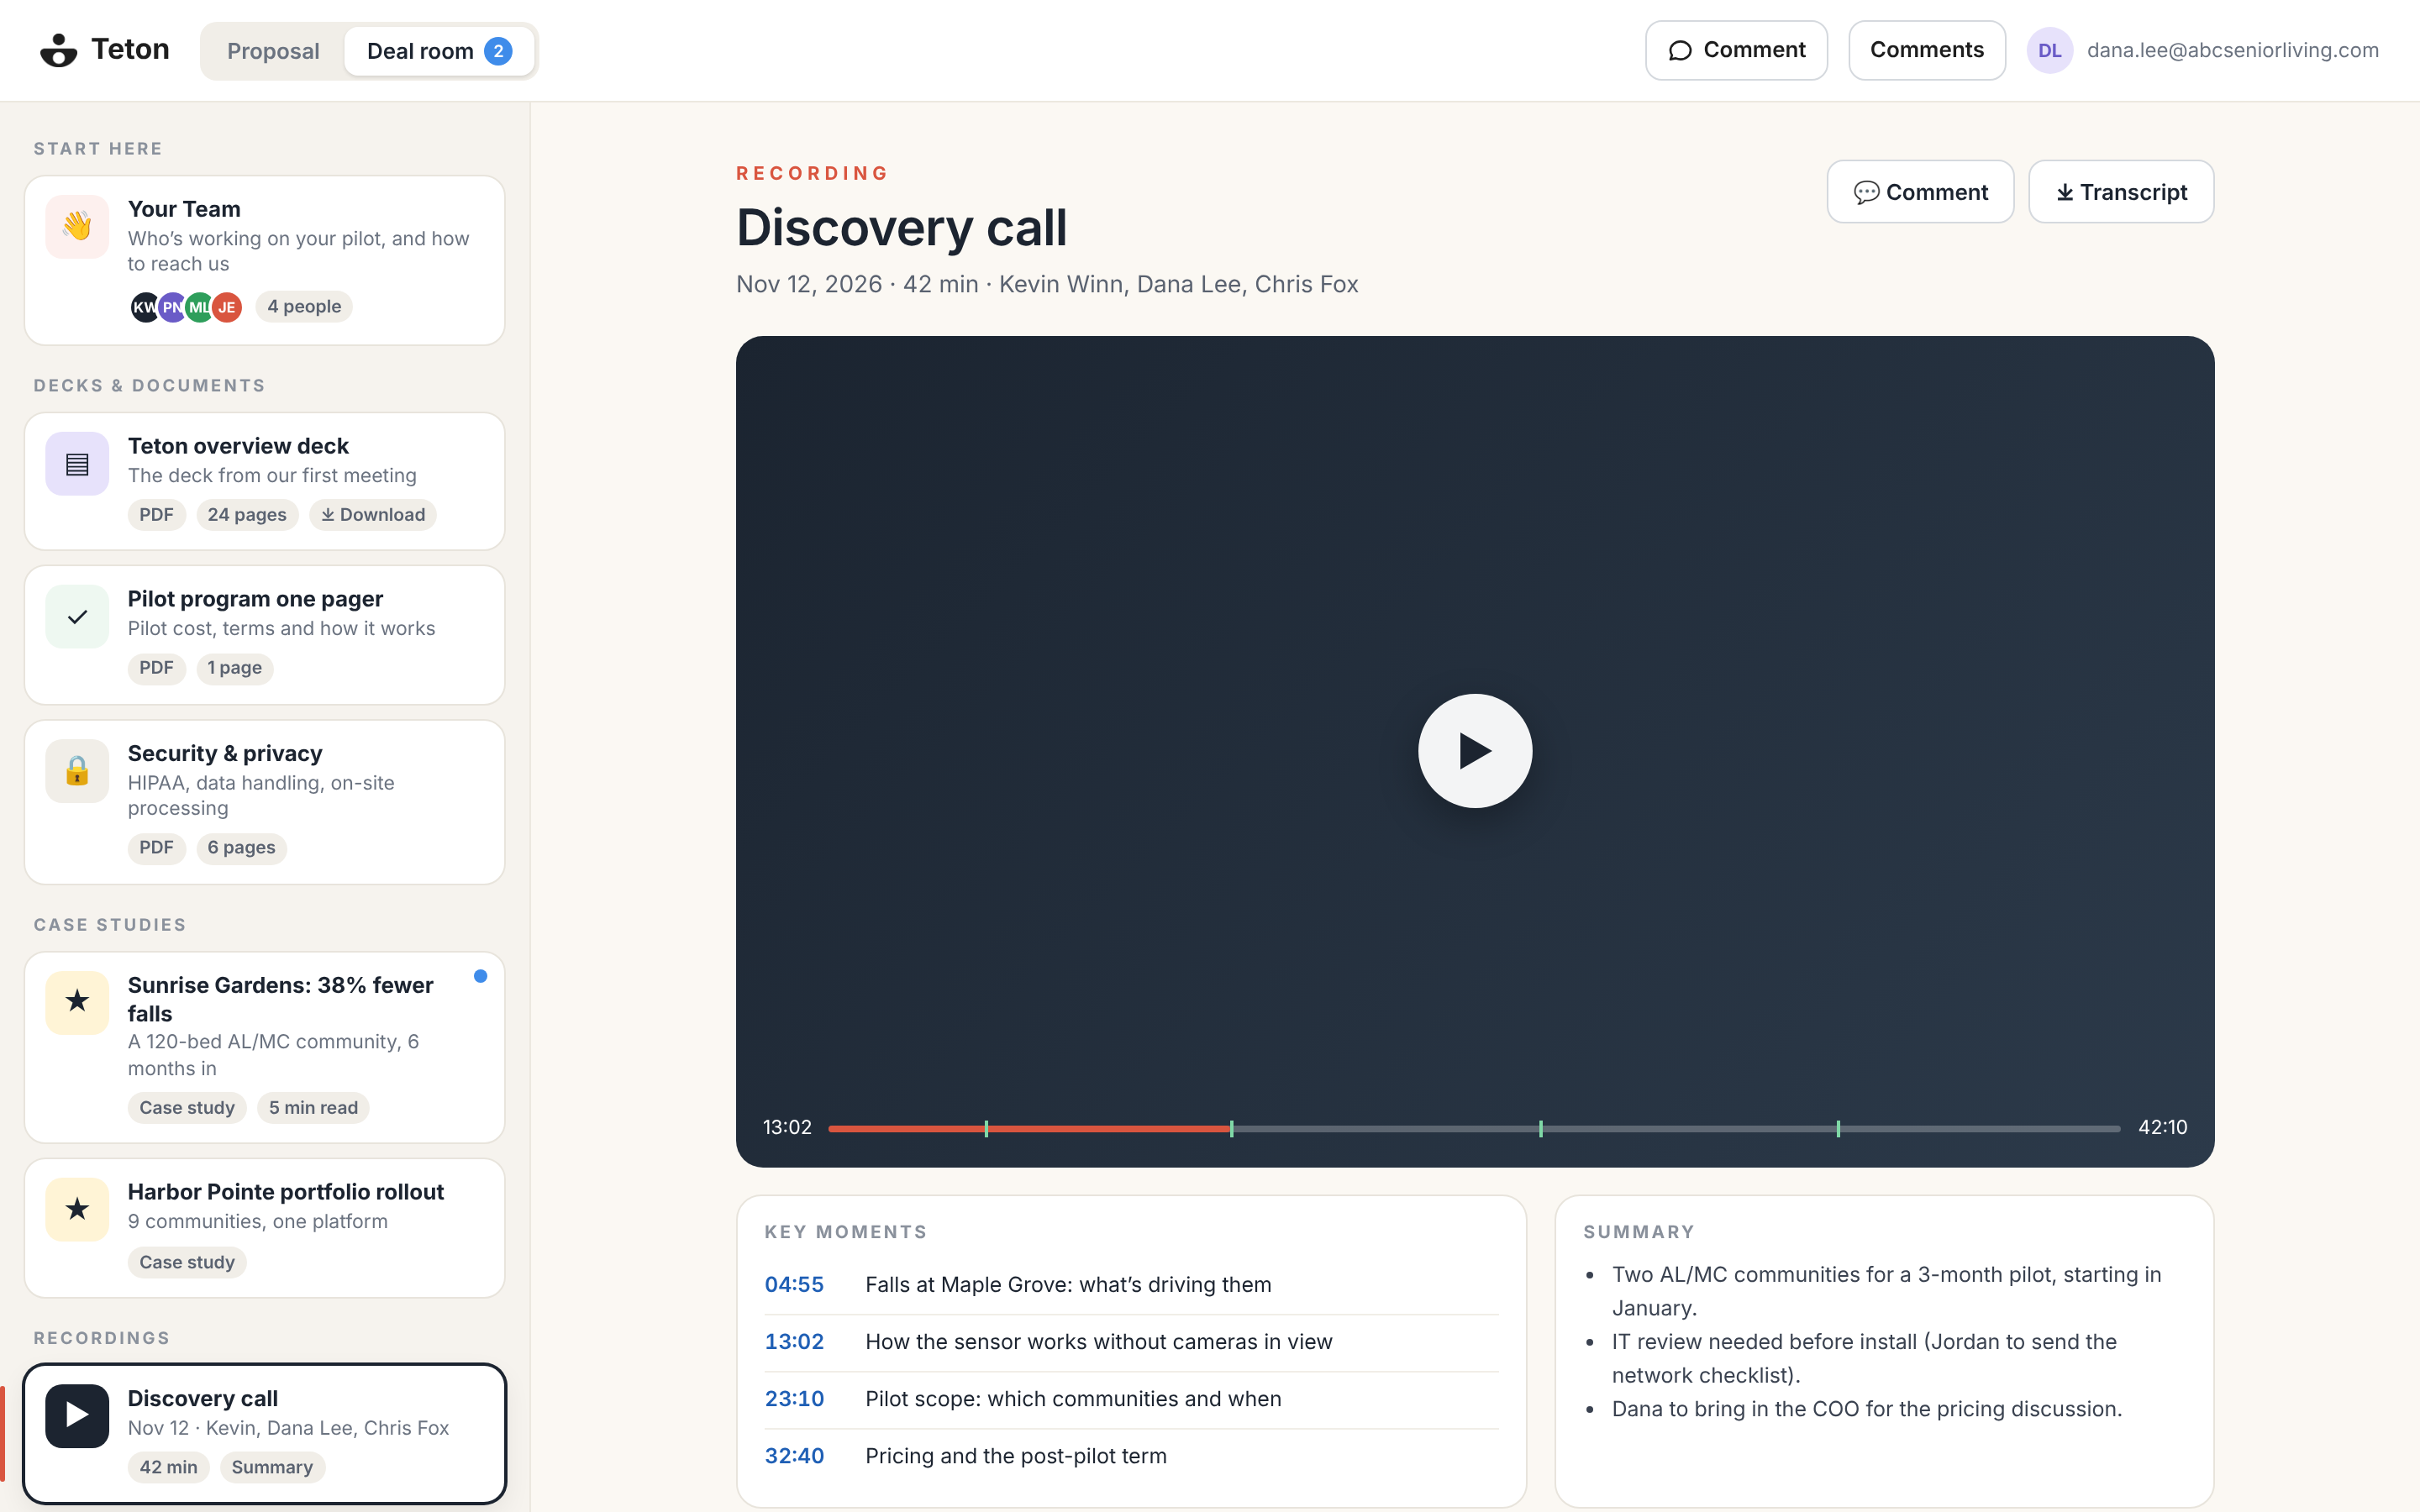 Teton
Proposal
Deal room 2
Comment
Comments
DL
dana.lee@abcseniorliving.com
START HERE
Your Team
Who’s working on your pilot, and how
to reach us
KW PN ML JE 4 people
DECKS & DOCUMENTS
Teton overview deck
The deck from our first meeting
PDF 24 pages Download
Pilot program one pager
Pilot cost, terms and how it works
PDF 1 page
Security & privacy
HIPAA, data handling, on-site
processing
PDF 6 pages
CASE STUDIES
Sunrise Gardens: 38% fewer
falls
A 120-bed AL/MC community, 6
months in
Case study 5 min read
Harbor Pointe portfolio rollout
9 communities, one platform
Case study
RECORDINGS
Discovery call
Nov 12 · Kevin, Dana Lee, Chris Fox
42 min Summary
RECORDING
Discovery call
Nov 12, 2026 · 42 min · Kevin Winn, Dana Lee, Chris Fox
Comment
Transcript
13:02
42:10
KEY MOMENTS
04:55 Falls at Maple Grove: what’s driving them
13:02 How the sensor works without cameras in view
23:10 Pilot scope: which communities and when
32:40 Pricing and the post-pilot term
SUMMARY
• Two AL/MC communities for a 3-month pilot, starting in
January.
• IT review needed before install (Jordan to send the
network checklist).
• Dana to bring in the COO for the pricing discussion.